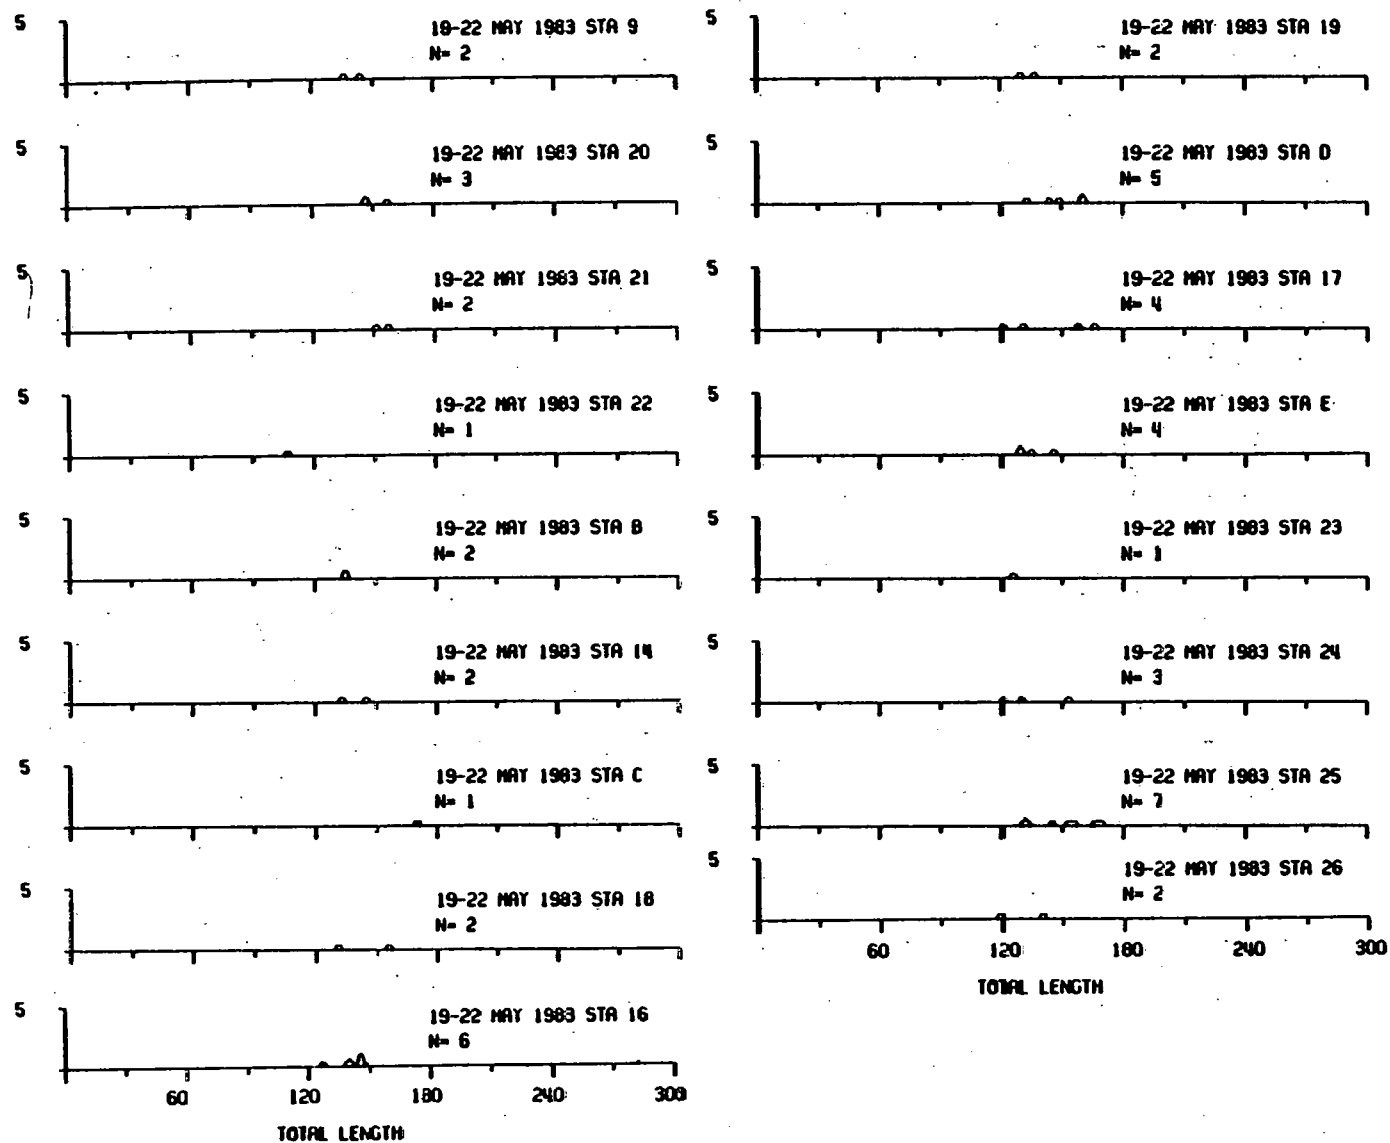 5
19-22 MAY 1983 STA 9
N= 2
5
19-22 MAY 1983 STA 20
N= 3
5
19-22 MAY 1983 STA 21
N= 2
5
19-22 MAY 1983 STA 22
N= 1
5
19-22 MAY 1983 STA B
N= 2
5
19-22 MAY 1983 STA 14
N= 2
5
19-22 MAY 1983 STA C
N= 1
5
19-22 MAY 1983 STA 18
N= 2
5
19-22 MAY 1983 STA 16
N= 6
60 120 180 240 300
TOTAL LENGTH
5
19-22 MAY 1983 STA 19
N= 2
5
19-22 MAY 1983 STA D
N= 5
5
19-22 MAY 1983 STA 17
N= 4
5
19-22 MAY 1983 STA E
N= 4
5
19-22 MAY 1983 STA 23
N= 1
5
19-22 MAY 1983 STA 24
N= 3
5
19-22 MAY 1983 STA 25
N= 7
5
19-22 MAY 1983 STA 26
N= 2
60 120 180 240 300
TOTAL LENGTH